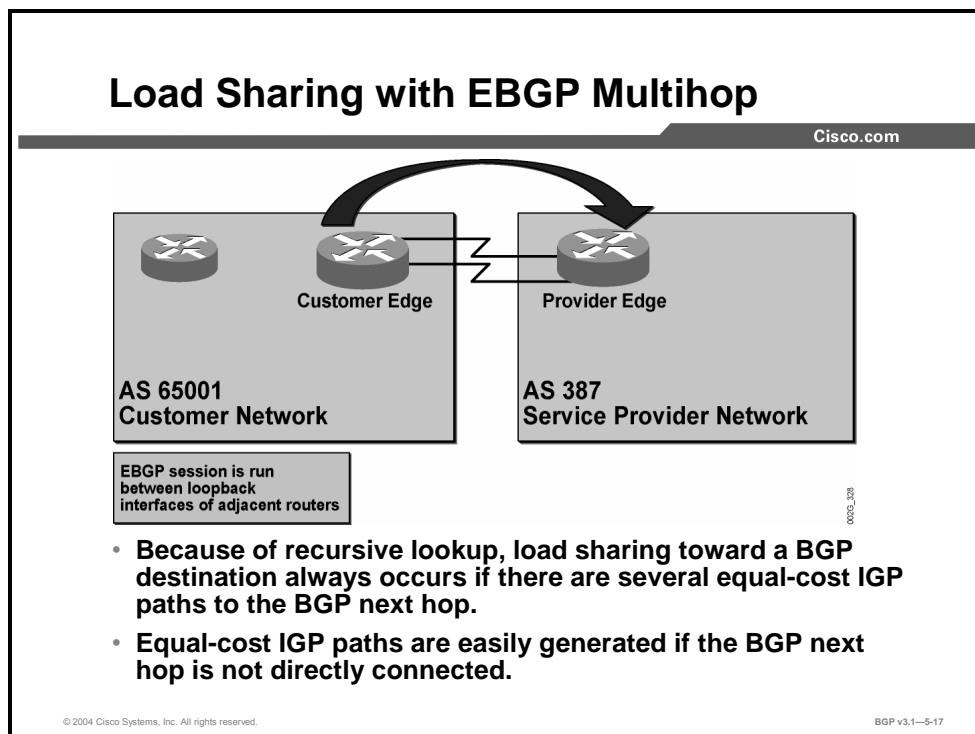 Load Sharing with EBGP Multihop
Cisco.com
Customer Edge
Provider Edge
AS 65001
Customer Network
AS 387
Service Provider Network
EBGP session is run
between loopback
interfaces of adjacent routers
002G_328
• Because of recursive lookup, load sharing toward a BGP
destination always occurs if there are several equal-cost IGP
paths to the BGP next hop.
• Equal-cost IGP paths are easily generated if the BGP next
hop is not directly connected.
© 2004 Cisco Systems, Inc. All rights reserved.
BGP v3.1—5-17